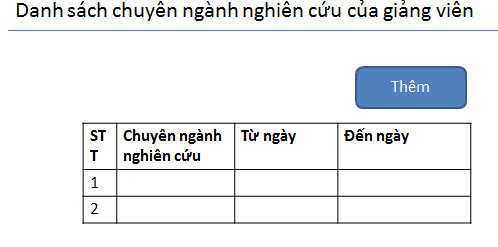 Danh sách chuyên ngành nghiên cứu của giảng viên
Thêm
ST Chuyên ngành Từ ngày Đến ngày
T nghiên cứu
1
2